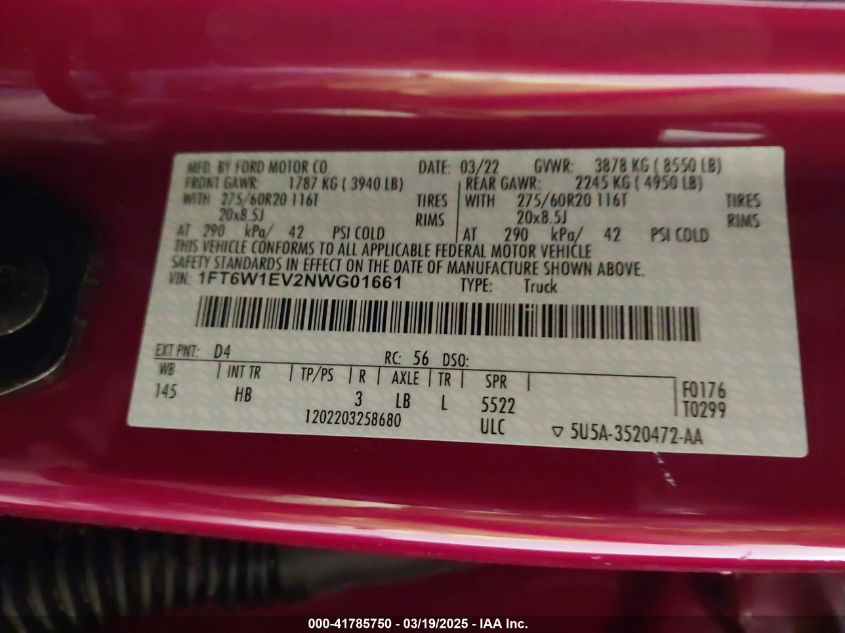 MFD. BY FORD MOTOR CO. DATE: 03/22 GVWR: 3878 KG ( 8550 LB)
FRONT GAWR: 1787 KG ( 3940 LB) REAR GAWR: 2245 KG ( 4950 LB)
WITH 275/60R20 116T TIRES WITH 275/60R20 116T TIRES
20x8.5J RIMS 20x8.5J RIMS
AT 290 kPa/ 42 PSI COLD AT 290 kPa/ 42 PSI COLD
THIS VEHICLE CONFORMS TO ALL APPLICABLE FEDERAL MOTOR VEHICLE
SAFETY STANDARDS IN EFFECT ON THE DATE OF MANUFACTURE SHOWN ABOVE.
VIN: 1FT6W1EV2NWG01661 TYPE: Truck
EXT PNT: D4 RC: 56 DSO:
WB INT TR TP/PS R AXLE TR SPR F0176
145 HB 3 LB L 5522 T0299
1202203258680 ULC ▽ 5U5A-3520472-AA
000-41785750 - 03/19/2025 - IAA Inc.